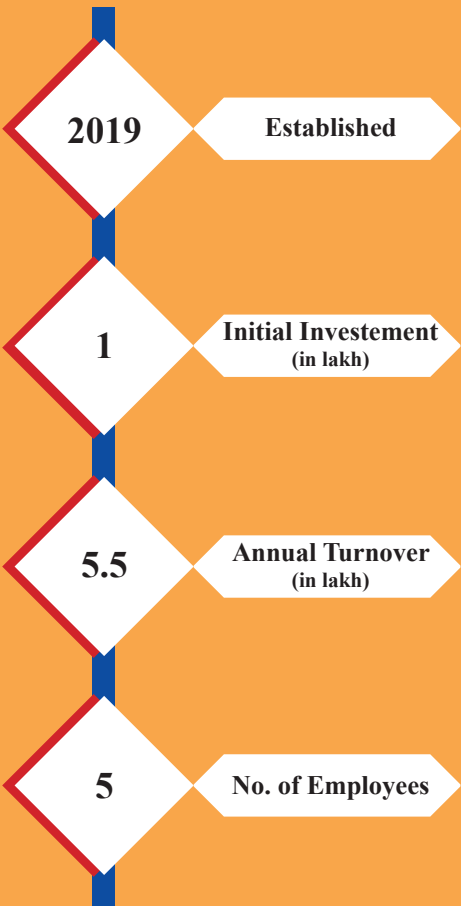 2019
Established
1
Initial Investement
(in lakh)
5.5
Annual Turnover
(in lakh)
5
No. of Employees